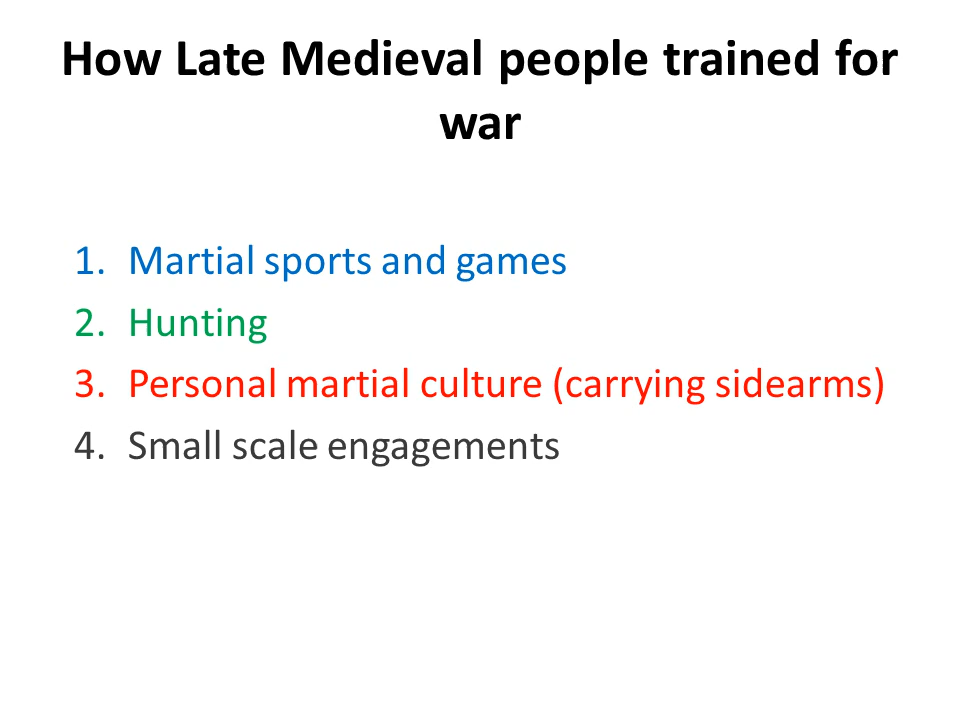 How Late Medieval people trained for
war
1. Martial sports and games
2. Hunting
3. Personal martial culture (carrying sidearms)
4. Small scale engagements